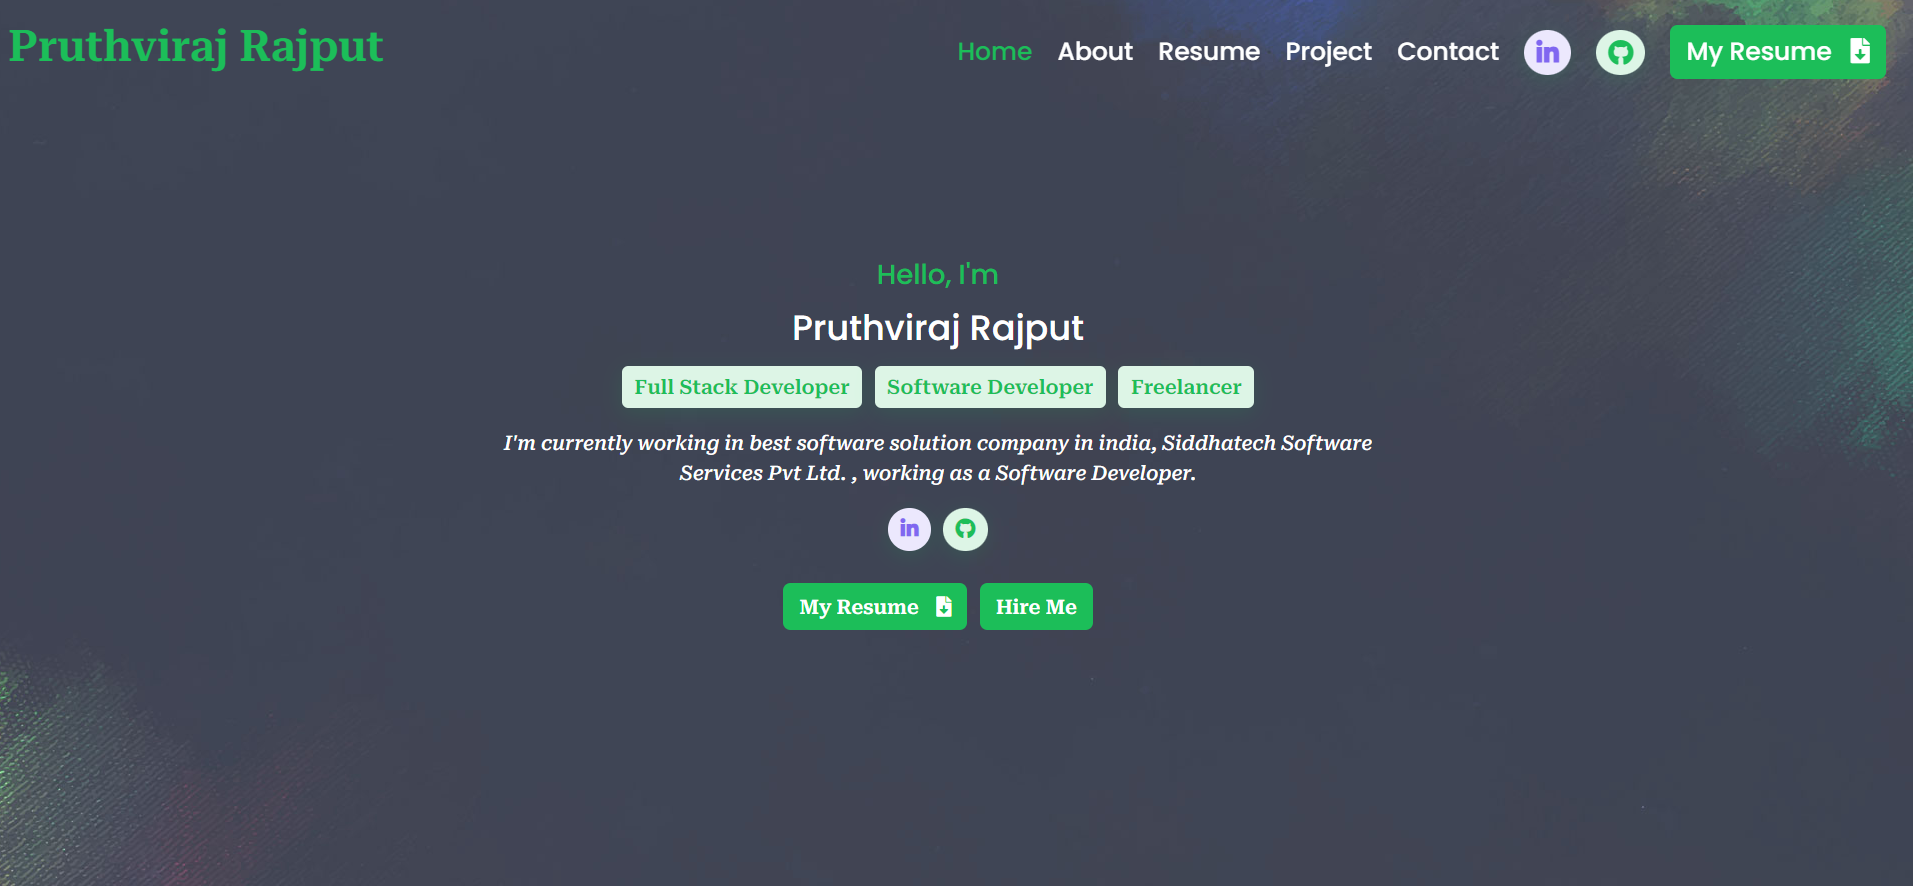 Pruthviraj Rajput
Home About Resume Project Contact in My Resume
Hello, I'm
Pruthviraj Rajput
Full Stack Developer Software Developer Freelancer
I'm currently working in best software solution company in india, Siddhatech Software
Services Pvt Ltd. , working as a Software Developer.
in
My Resume Hire Me